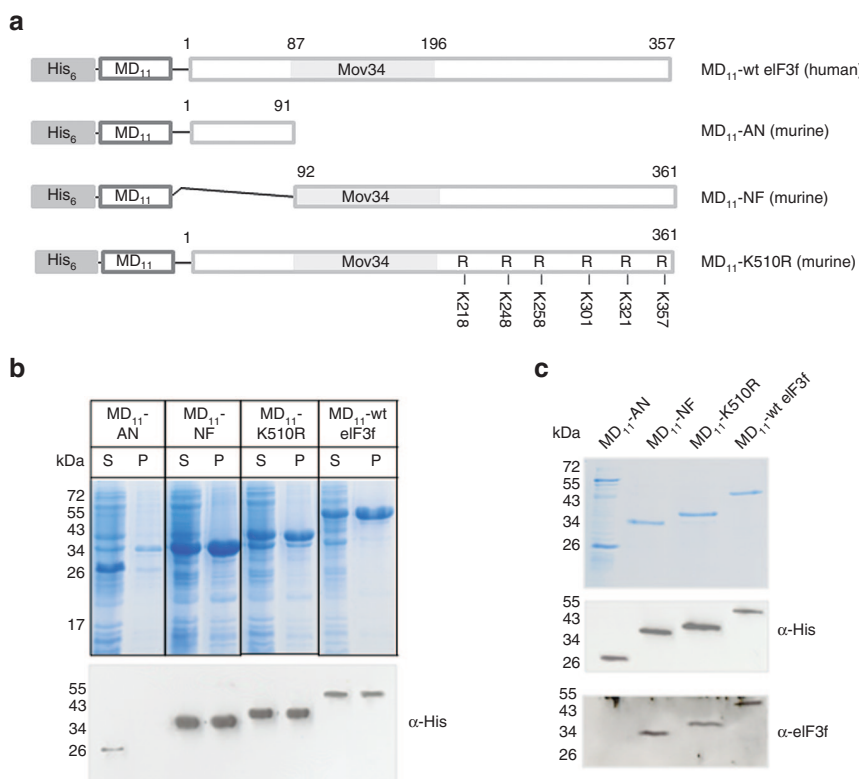 a
1 87 196 357
His6 MD11 Mov34 MD11-wt eIF3f (human)
1 91
His6 MD11 MD11-AN (murine)
92 361
His6 MD11 Mov34 MD11-NF (murine)
1 361
His6 MD11 Mov34 R R R R R R MD11-K510R (murine)
K218 K248 K258 K301 K321 K357
b
MD11-AN MD11-NF MD11-K510R MD11-wt eIF3f
kDa S P S P S P S P
72
55
43
34
26
17
55
43
34
26
α-His
c
kDa MD11-AN MD11-NF MD11-K510R MD11-wt eIF3f
72
55
43
34
26
55
43
34
26
α-His
55
43
34
26
α-eIF3f